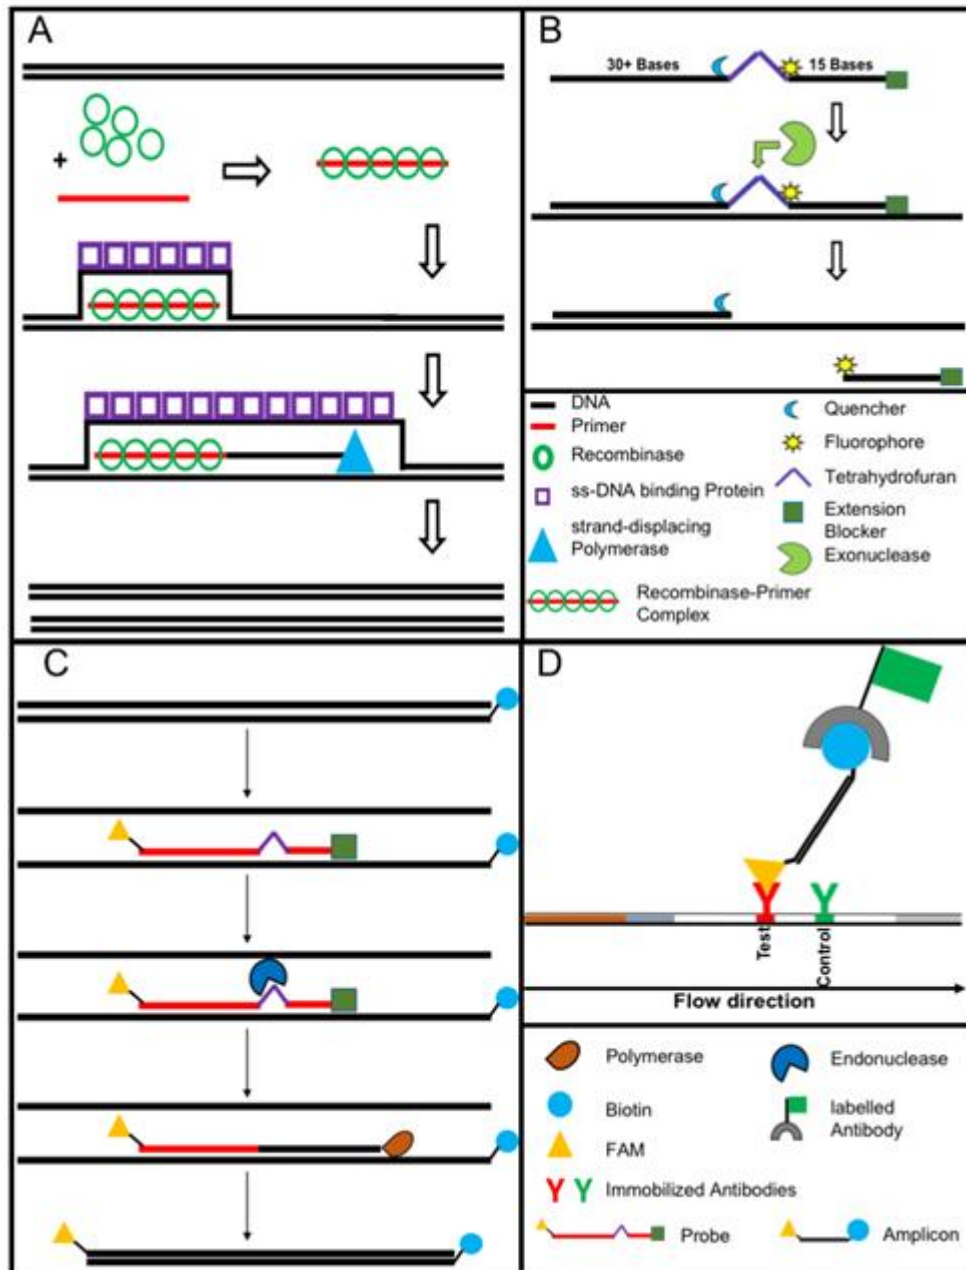 A
+
B
30+ Bases
15 Bases
DNA
Primer
Recombinase
ss-DNA binding Protein
strand-displacing
Polymerase
Recombinase-Primer
Complex
Quencher
Fluorophore
Tetrahydrofuran
Extension
Blocker
Exonuclease
C
D
Test
Control
Flow direction
Polymerase
Biotin
FAM
Immobilized Antibodies
Probe
Endonuclease
labelled
Antibody
Amplicon